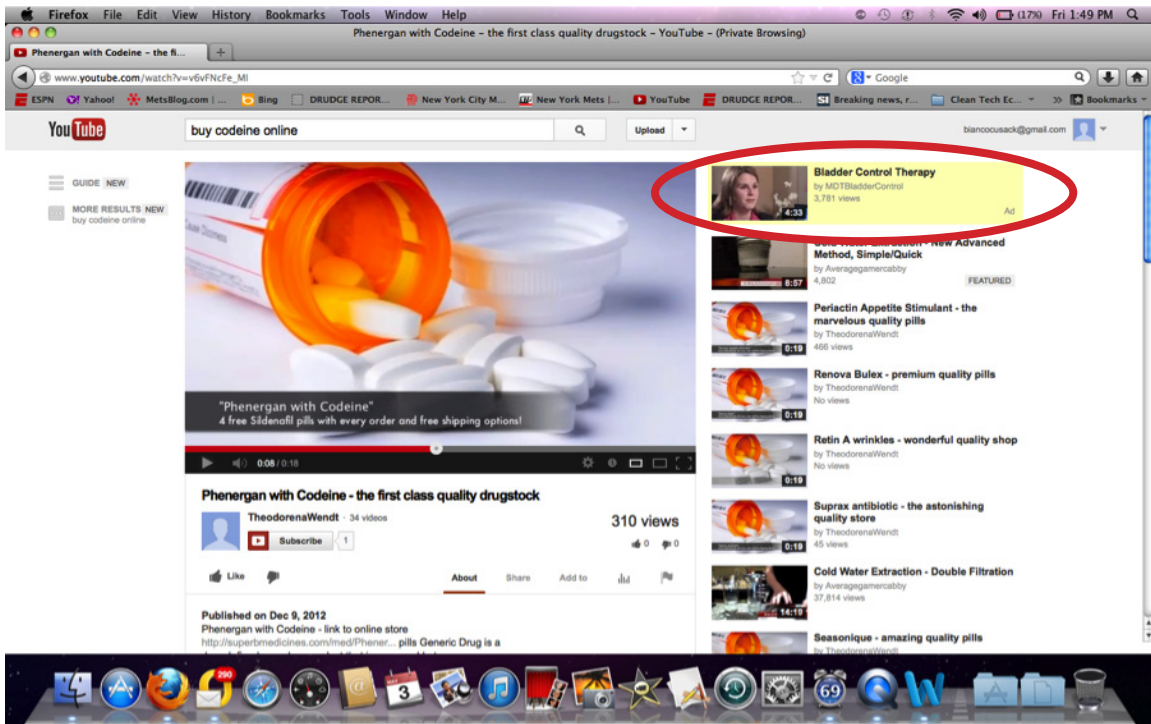 Firefox File Edit View History Bookmarks Tools Window Help (17%) Fri 1:49 PM
Phenergan with Codeine – the first class quality drugstock – YouTube – (Private Browsing)
Phenergan with Codeine – the fi... +
www.youtube.com/watch?v=v6vFNcFe_MI Google
ESPN Yahoo! MetsBlog.com | ... Bing DRUDGE REPOR... New York City M... New York Mets |... YouTube DRUDGE REPOR... Breaking news, r... Clean Tech Ec... Bookmarks
YouTube buy codeine online Upload biancocusack@gmail.com
GUIDE NEW
MORE RESULTS NEW
buy codeine online
"Phenergan with Codeine"
4 free Sildenafil pills with every order and free shipping options!
0:08 / 0:18
Phenergan with Codeine - the first class quality drugstock
TheodorenaWendt · 34 videos
Subscribe 1
310 views
0 0
Like
About Share Add to
Published on Dec 9, 2012
Phenergan with Codeine - link to online store
http://superbmedicines.com/med/Phener... pills Generic Drug is a
Bladder Control Therapy
by MDTBladderControl
3,781 views
Ad
4:33
Cold Water Extraction - New Advanced
Method, Simple/Quick
by Averagegamercabby
4,802 FEATURED
8:57
Periactin Appetite Stimulant - the
marvelous quality pills
by TheodorenaWendt
466 views
0:19
Renova Bulex - premium quality pills
by TheodorenaWendt
No views
0:19
Retin A wrinkles - wonderful quality shop
by TheodorenaWendt
No views
0:19
Suprax antibiotic - the astonishing
quality store
by TheodorenaWendt
45 views
0:19
Cold Water Extraction - Double Filtration
by Averagegamercabby
37,814 views
14:19
Seasonique - amazing quality pills
by TheodorenaWendt
290
3
69